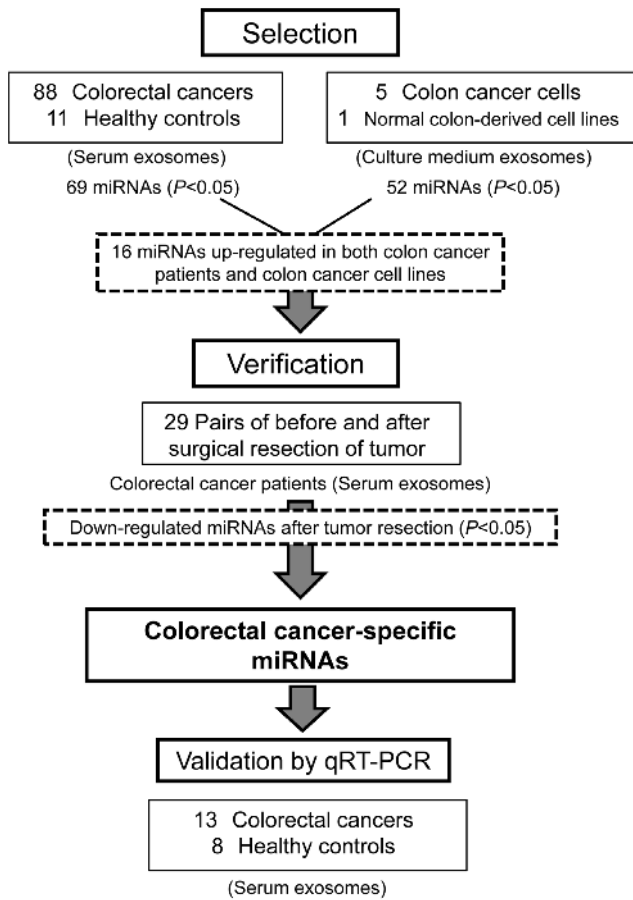 Selection
88 Colorectal cancers
11 Healthy controls
5 Colon cancer cells
1 Normal colon-derived cell lines
(Serum exosomes)
(Culture medium exosomes)
69 miRNAs (P<0.05)
52 miRNAs (P<0.05)
16 miRNAs up-regulated in both colon cancer
patients and colon cancer cell lines
Verification
29 Pairs of before and after
surgical resection of tumor
Colorectal cancer patients (Serum exosomes)
Down-regulated miRNAs after tumor resection (P<0.05)
Colorectal cancer-specific
miRNAs
Validation by qRT-PCR
13 Colorectal cancers
8 Healthy controls
(Serum exosomes)